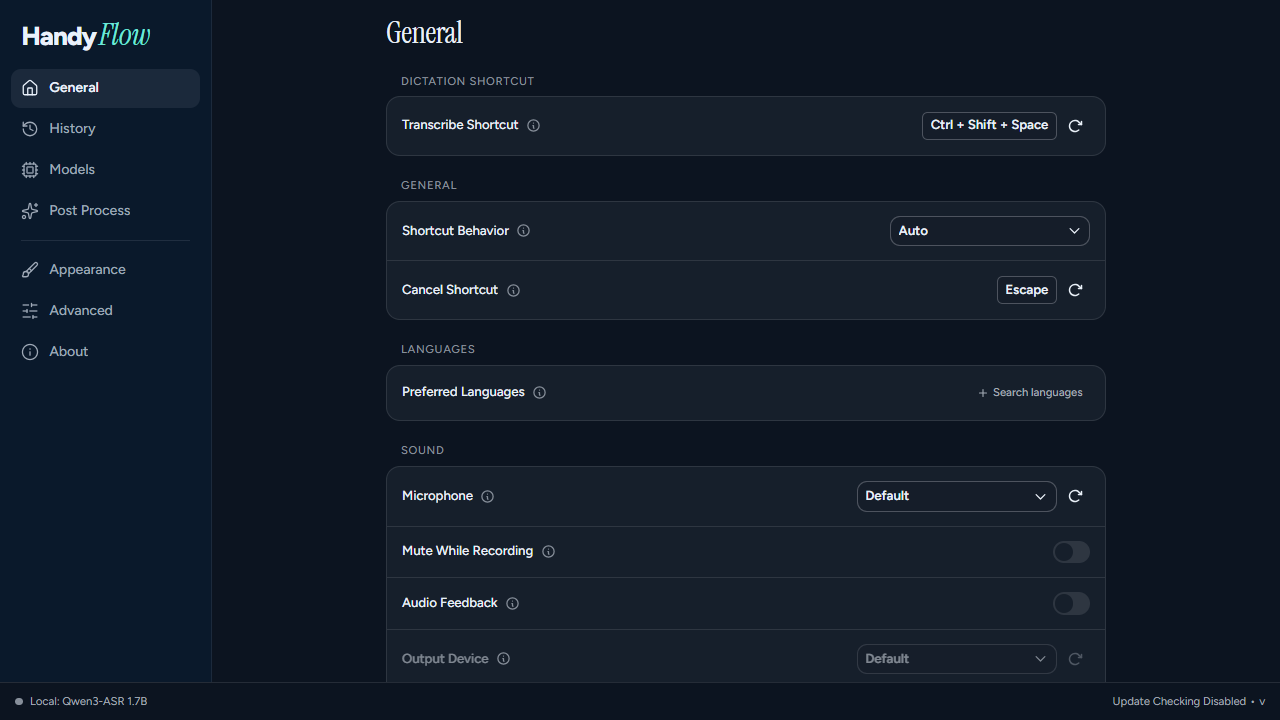 Handy Flow
General
History
Models
Post Process
Appearance
Advanced
About
General
DICTATION SHORTCUT
Transcribe Shortcut
Ctrl + Shift + Space
GENERAL
Shortcut Behavior
Auto
Cancel Shortcut
Escape
LANGUAGES
Preferred Languages
+ Search languages
SOUND
Microphone
Default
Mute While Recording
Audio Feedback
Output Device
Default
Local: Qwen3-ASR 1.7B
Update Checking Disabled • v